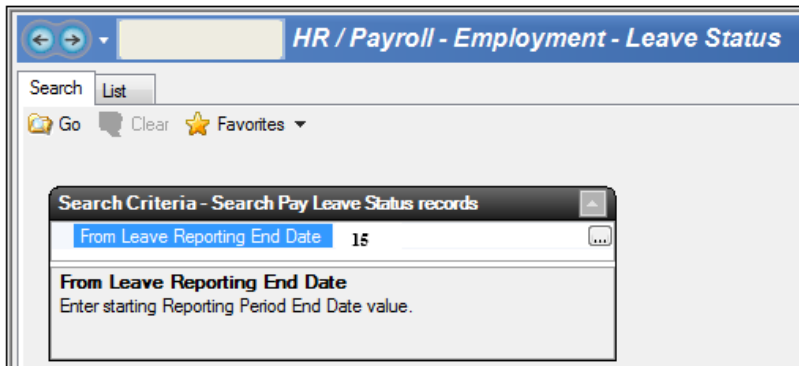 HR / Payroll - Employment - Leave Status
Search List
Go Clear Favorites
Search Criteria - Search Pay Leave Status records
From Leave Reporting End Date 15 ...
From Leave Reporting End Date
Enter starting Reporting Period End Date value.